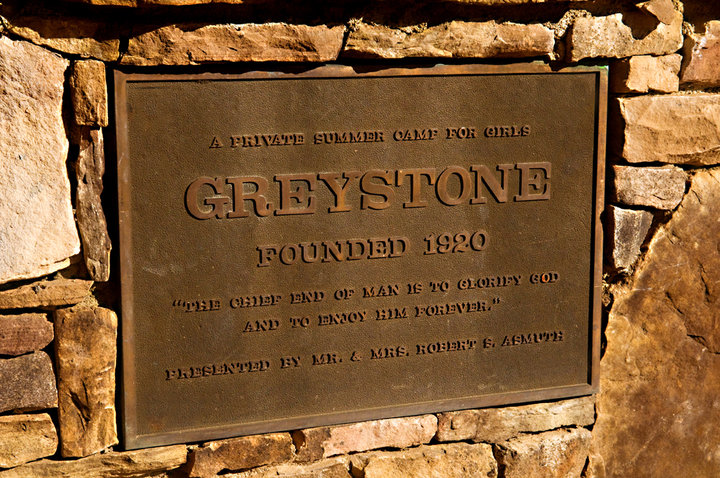 A PRIVATE SUMMER CAMP FOR GIRLS
GREYSTONE
FOUNDED 1920
"THE CHIEF END OF MAN IS TO GLORIFY GOD
AND TO ENJOY HIM FOREVER."
PRESENTED BY MR. & MRS. ROBERT S. ASMUTH